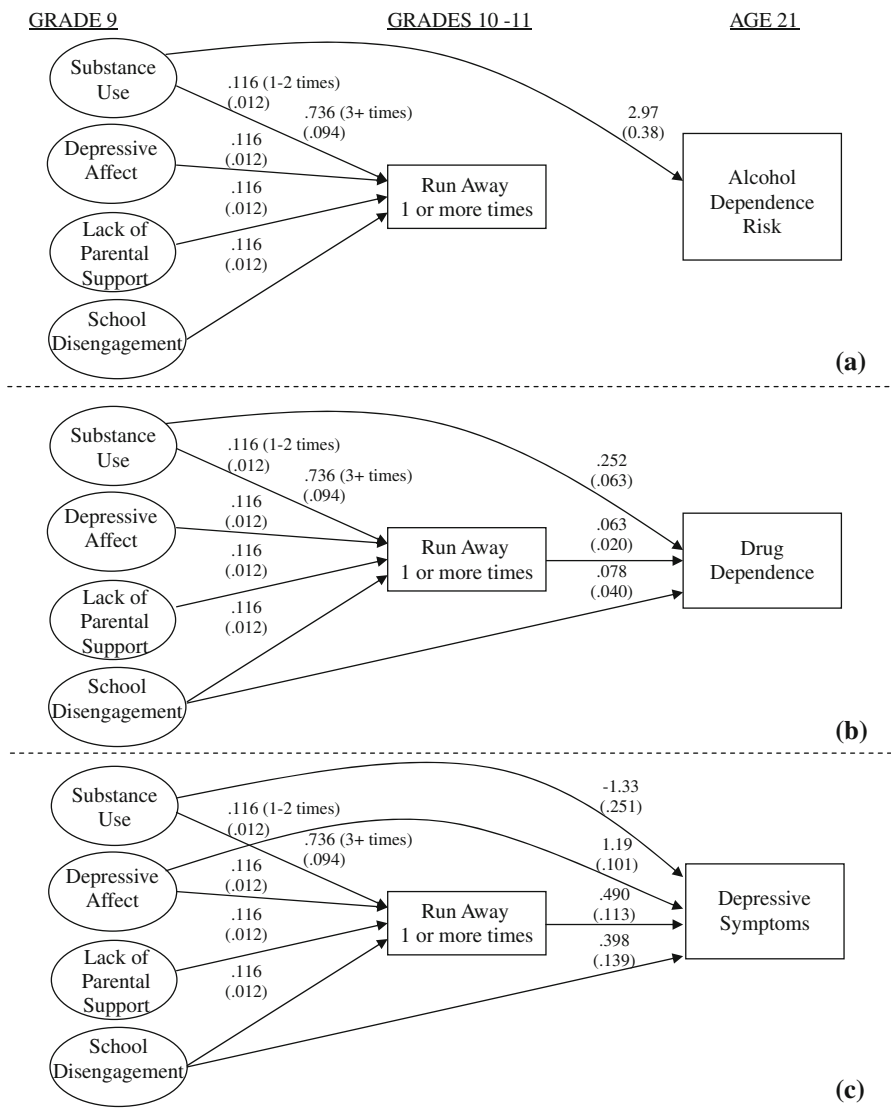 GRADE 9
GRADES 10 -11
AGE 21
Substance
Use
.116 (1-2 times)
(.012)
.736 (3+ times)
(.094)
2.97
(0.38)
Depressive
Affect
.116
(.012)
.116
(.012)
Run Away
1 or more times
Alcohol
Dependence
Risk
Lack of
Parental
Support
.116
(.012)
School
Disengagement
(a)
Substance
Use
.116 (1-2 times)
(.012)
.736 (3+ times)
(.094)
.252
(.063)
Depressive
Affect
.116
(.012)
.116
(.012)
Run Away
1 or more times
.063
(.020)
.078
(.040)
Drug
Dependence
Lack of
Parental
Support
.116
(.012)
School
Disengagement
(b)
Substance
Use
.116 (1-2 times)
(.012)
.736 (3+ times)
(.094)
-1.33
(.251)
Depressive
Affect
.116
(.012)
.116
(.012)
1.19
(.101)
Run Away
1 or more times
.490
(.113)
.398
(.139)
Depressive
Symptoms
Lack of
Parental
Support
.116
(.012)
School
Disengagement
(c)